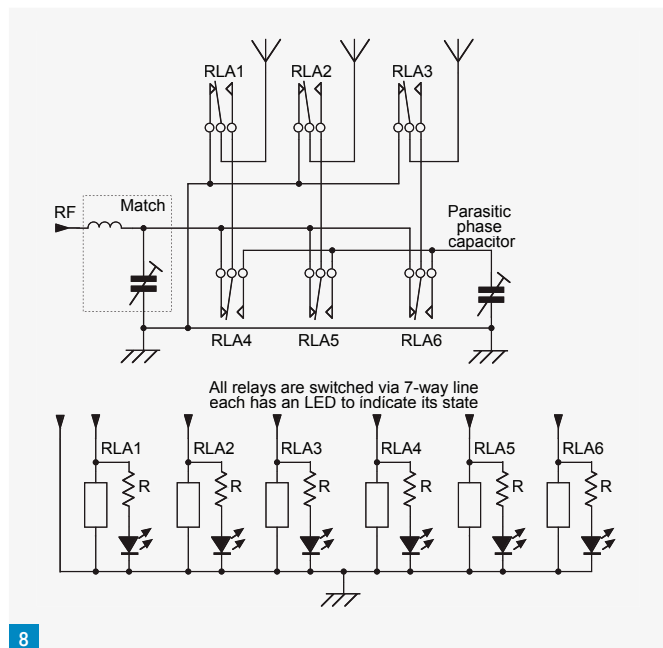 RLA1
RLA2
RLA3
RF
Match
Parasitic
phase
capacitor
RLA4
RLA5
RLA6
All relays are switched via 7-way line
each has an LED to indicate its state
RLA1
RLA2
RLA3
RLA4
RLA5
RLA6
R
R
R
R
R
R
8